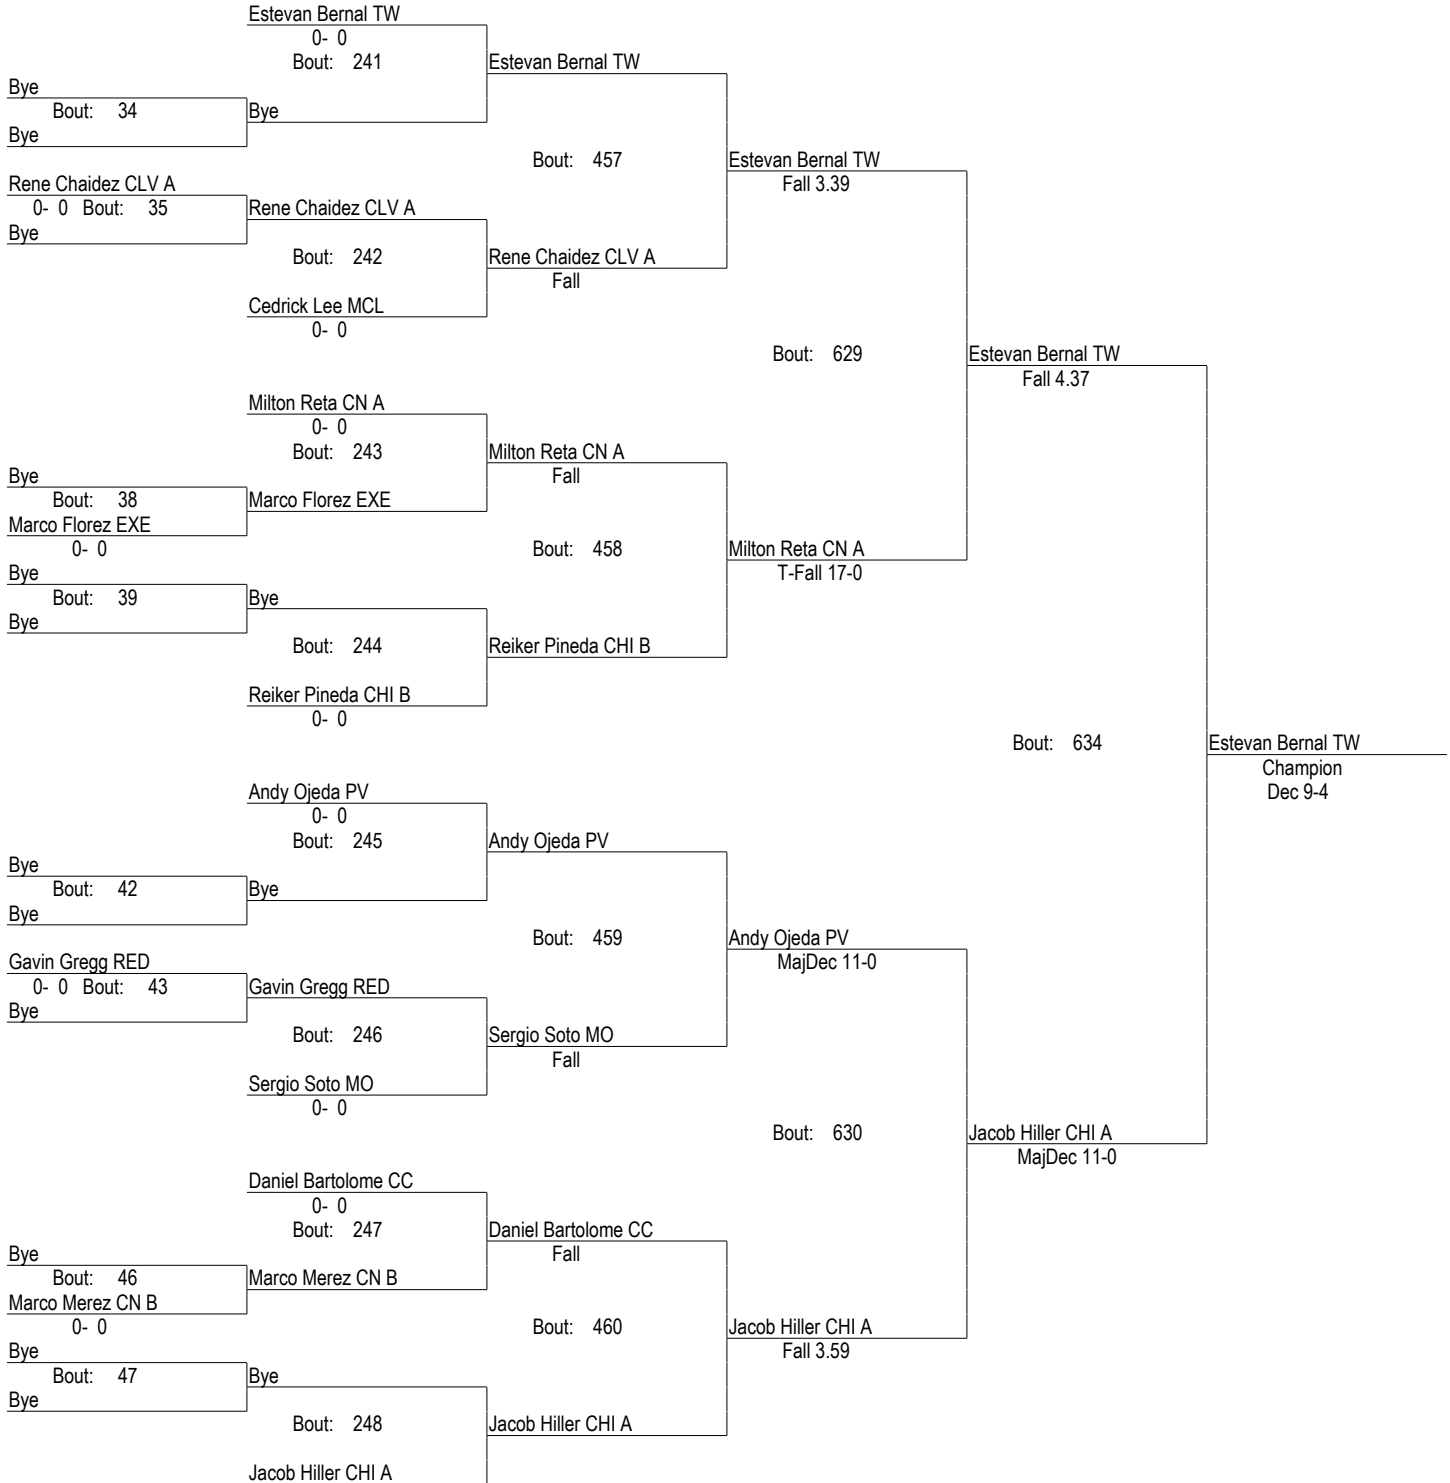 Estevan Bernal TW
0- 0
Bout: 241
Estevan Bernal TW
Bye
Bout: 34
Bye
Bye
Bout: 457
Estevan Bernal TW
Fall 3.39
Rene Chaidez CLV A
0- 0 Bout: 35
Rene Chaidez CLV A
Bye
Bout: 242
Rene Chaidez CLV A
Fall
Cedrick Lee MCL
0- 0
Bout: 629
Estevan Bernal TW
Fall 4.37
Milton Reta CN A
0- 0
Bout: 243
Milton Reta CN A
Fall
Bye
Bout: 38
Marco Florez EXE
Marco Florez EXE
0- 0
Bout: 458
Milton Reta CN A
T-Fall 17-0
Bye
Bout: 39
Bye
Bye
Bout: 244
Reiker Pineda CHI B
Reiker Pineda CHI B
0- 0
Bout: 634
Estevan Bernal TW
Champion
Dec 9-4
Andy Ojeda PV
0- 0
Bout: 245
Andy Ojeda PV
Bye
Bout: 42
Bye
Bye
Bout: 459
Andy Ojeda PV
MajDec 11-0
Gavin Gregg RED
0- 0 Bout: 43
Gavin Gregg RED
Bye
Bout: 246
Sergio Soto MO
Fall
Sergio Soto MO
0- 0
Bout: 630
Jacob Hiller CHI A
MajDec 11-0
Daniel Bartolome CC
0- 0
Bout: 247
Daniel Bartolome CC
Fall
Bye
Bout: 46
Marco Merez CN B
Marco Merez CN B
0- 0
Bout: 460
Jacob Hiller CHI A
Fall 3.59
Bye
Bout: 47
Bye
Bye
Bout: 248
Jacob Hiller CHI A
Jacob Hiller CHI A